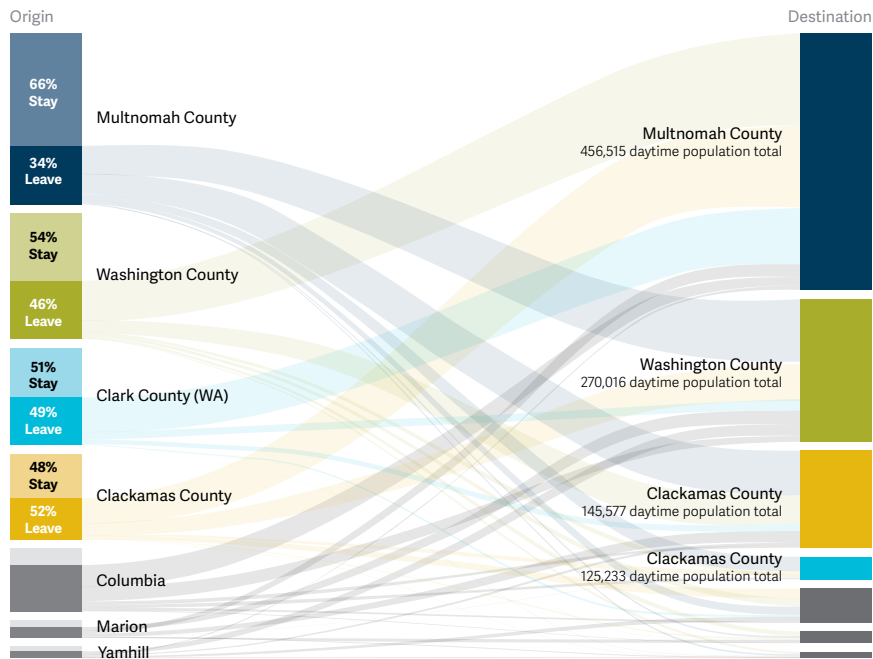 Origin
Destination
66%
Stay
Multnomah County
34%
Leave
Multnomah County
456,515 daytime population total
54%
Stay
Washington County
46%
Leave
51%
Stay
Clark County (WA)
49%
Leave
Washington County
270,016 daytime population total
48%
Stay
Clackamas County
52%
Leave
Clackamas County
145,577 daytime population total
Clackamas County
125,233 daytime population total
Columbia
Marion
Yamhill